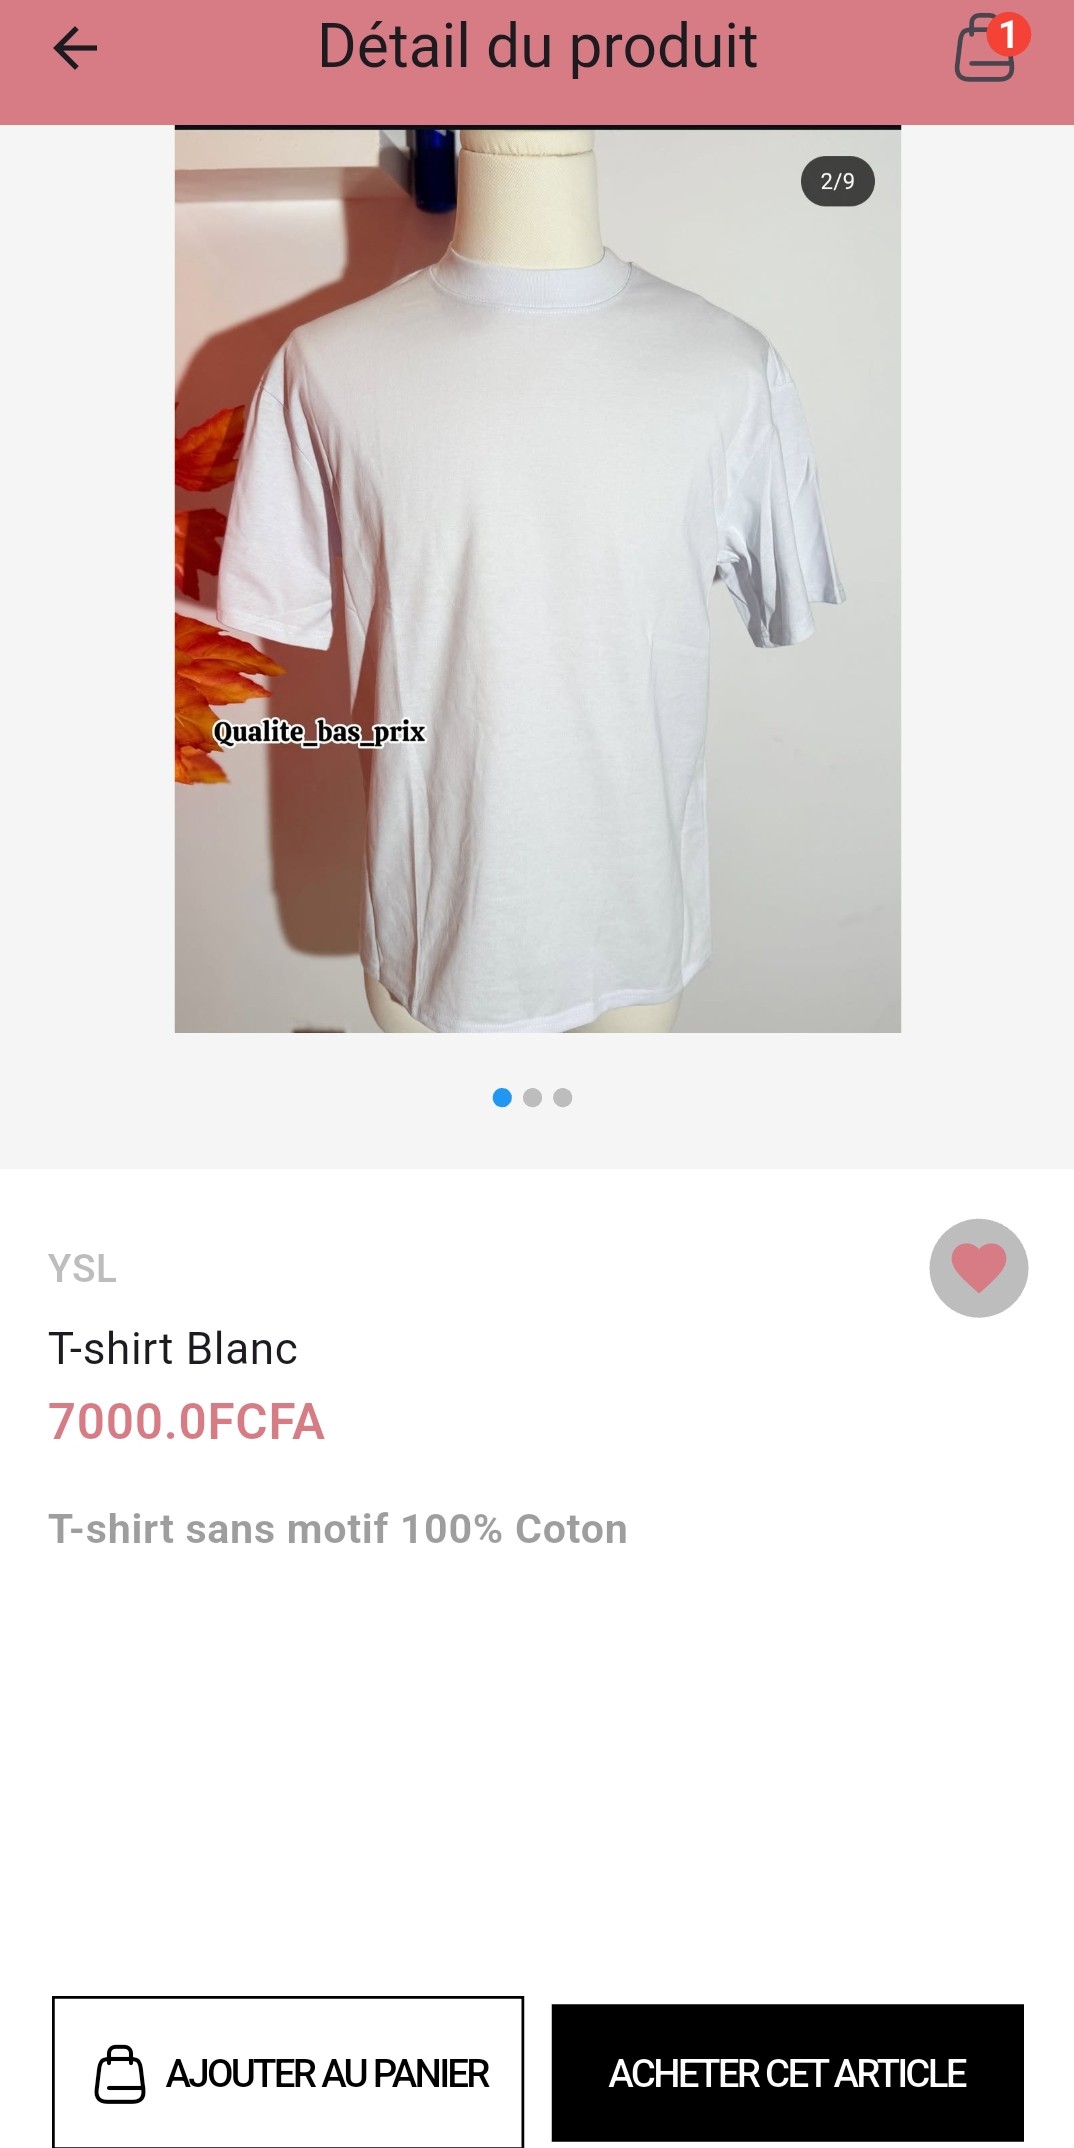 Détail du produit
1
2/9
Qualite_bas_prix
YSL
T-shirt Blanc
7000.0FCFA
T-shirt sans motif 100% Coton
AJOUTER AU PANIER
ACHETER CET ARTICLE